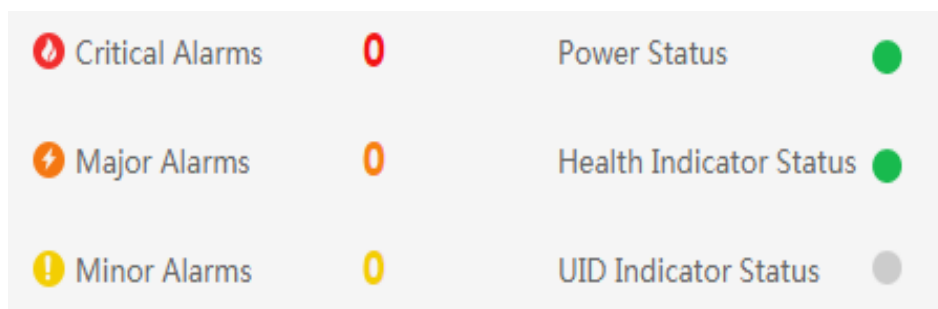 Critical Alarms 0 Power Status
Major Alarms 0 Health Indicator Status
Minor Alarms 0 UID Indicator Status